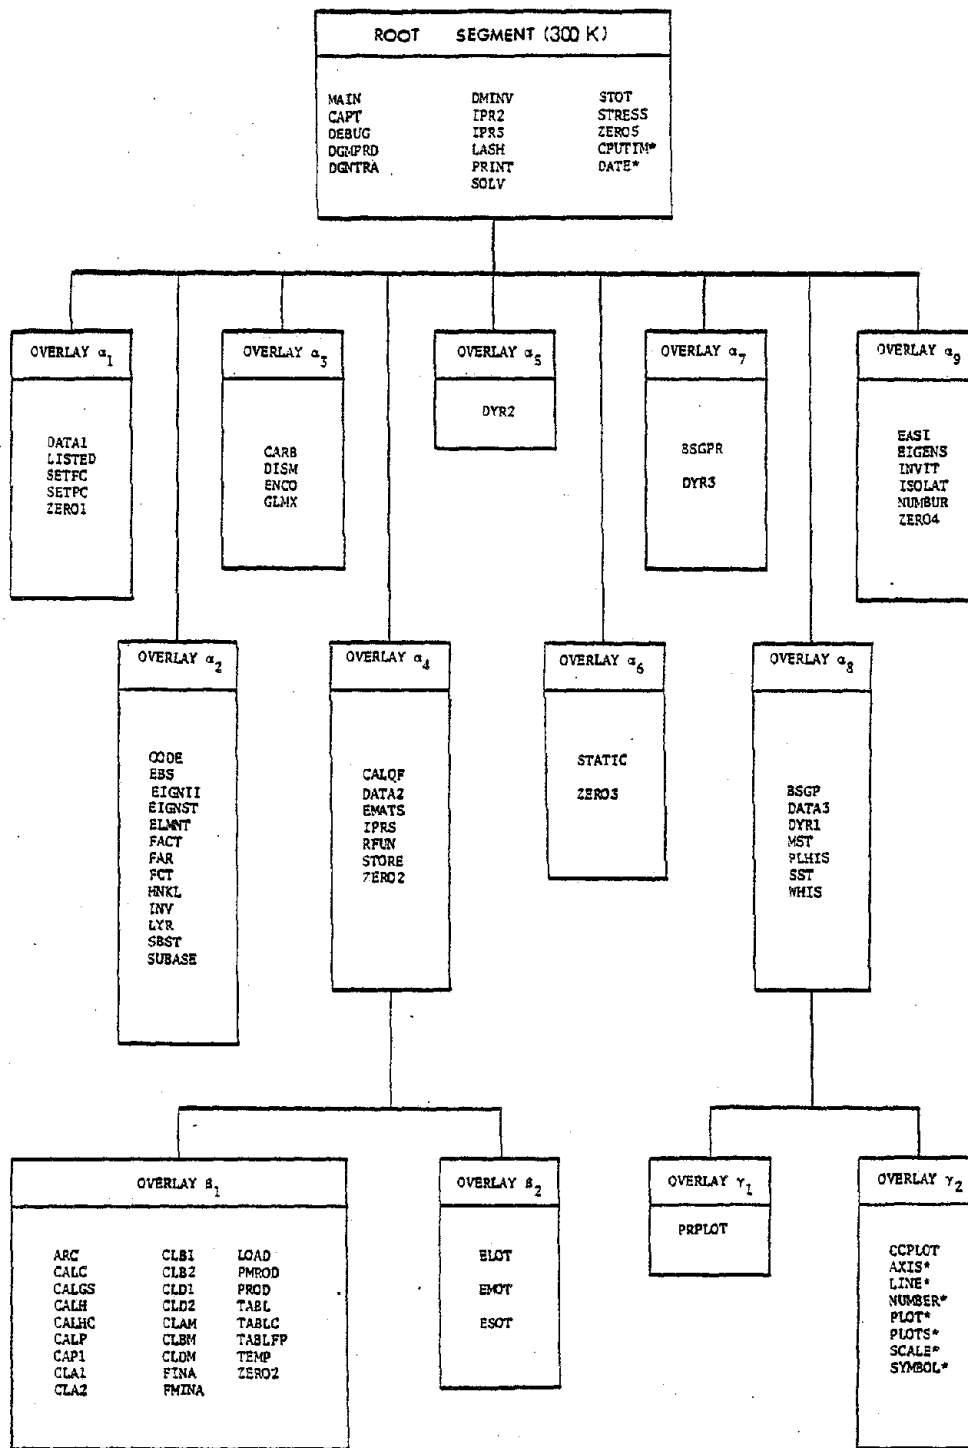 ROOT SEGMENT (300 K)
MAIN DMINV STOT
CAPT IPR2 STRESS
DEBUG IPR3 ZERO5
DGMPRD LASH CPUTIM*
DGNTRA PRINT DATE*
SOLV
OVERLAY α1
DATA1
LISTED
SETFC
SETPC
ZERO1
OVERLAY α3
CARB
DISM
ENCO
GLMX
OVERLAY α5
DYR2
OVERLAY α7
BSGPR
DYR3
OVERLAY α9
EASI
EIGENS
INVIT
ISOLAT
NUMBUR
ZERO4
OVERLAY α2
CODE
EBS
EIGNII
EIGNST
ELMNT
FACT
FAR
FCT
HNKL
INV
LYR
SBST
SUBASE
OVERLAY α4
CALQF
DATA2
EMATS
IPRS
RFUN
STORE
ZERO2
OVERLAY α6
STATIC
ZERO3
OVERLAY α8
BSGP
DATA3
DYR1
MST
PLHIS
SST
WHIS
OVERLAY β1
ARC CLB1 LOAD
CALC CLB2 PMROD
CALGS CLD1 PROD
CALH CLD2 TABL
CALHC CLAM TABLC
CALP CLBM TABLFP
CAP1 CLDM TEMP
CLA1 FINA ZERO2
CLA2 FMINA
OVERLAY β2
ELOT
EMOT
ESOT
OVERLAY γ1
PRPLOT
OVERLAY γ2
CCPLOT
AXIS*
LINE*
NUMBER*
PLOT*
PLOTS*
SCALE*
SYMBOL*